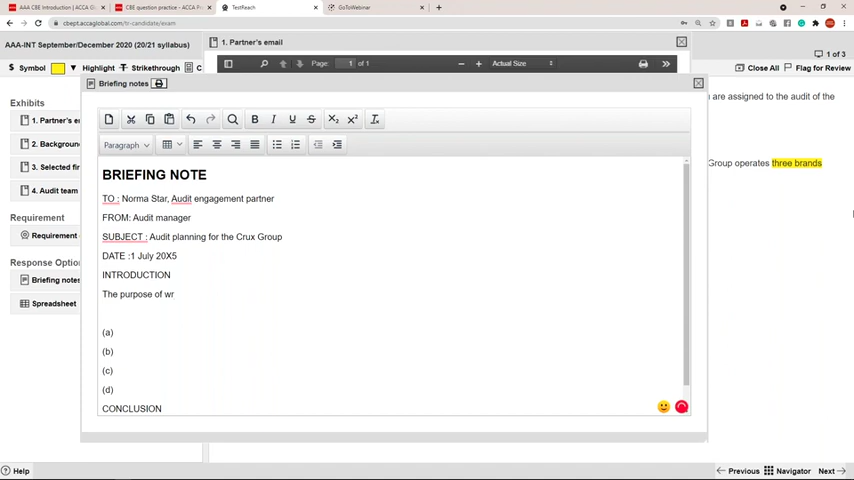 AAA CBE Introduction | ACCA G
CBE question practice | ACCA P
TestReach
GoToWebinar
cbept.accaglobal.com/tr-candidate/exam
AAA-INT September/December 2020 (20/21 syllabus)
1. Partner's email
1 of 3
Symbol
Highlight
Strikethrough
C
Page:
1
of 1
Actual Size
Close All
Flag for Review
Briefing notes
Exhibits
1. Partner's e
2. Backgroun
3. Selected fir
4. Audit team
Requirement
Requirement
Response Option
Briefing notes
Spreadsheet
are assigned to the audit of the
Group operates three brands
Paragraph
BRIEFING NOTE
TO : Norma Star, Audit engagement partner
FROM: Audit manager
SUBJECT : Audit planning for the Crux Group
DATE :1 July 20X5
INTRODUCTION
The purpose of wr
(a)
(b)
(c)
(d)
CONCLUSION
Help
Previous
Navigator
Next